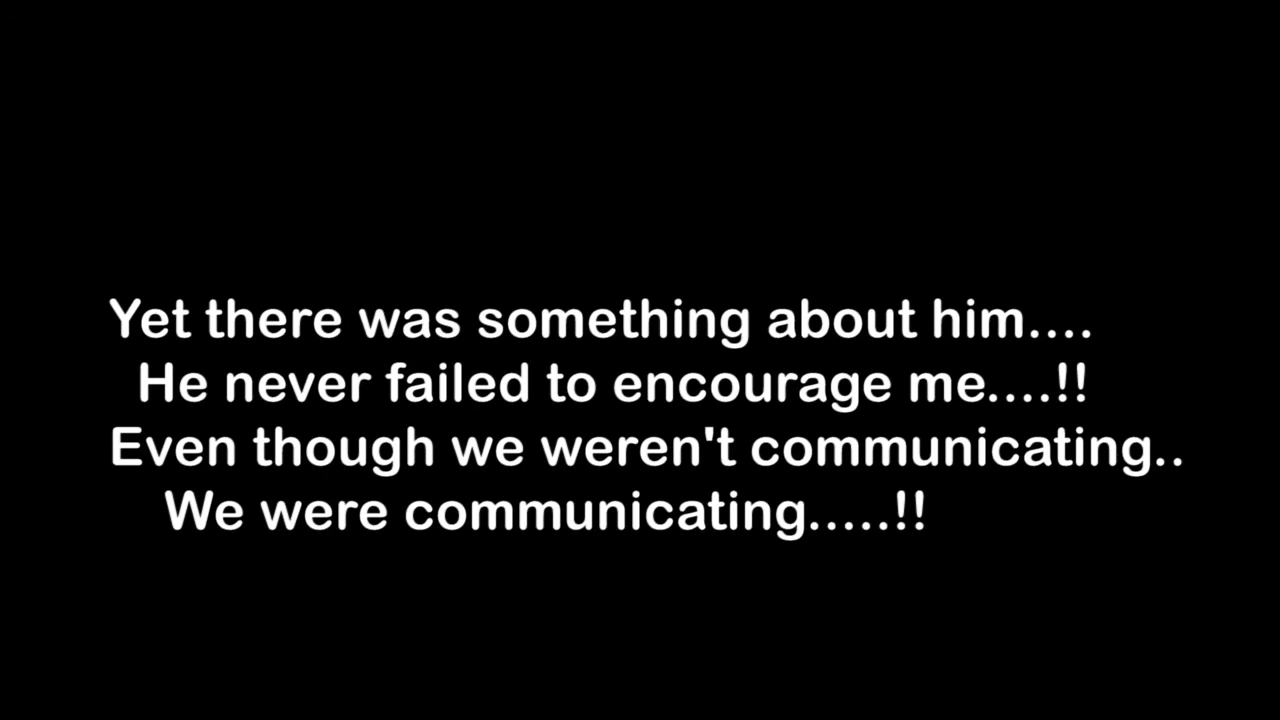 Yet there was something about him....
He never failed to encourage me....!!
Even though we weren't communicating..
We were communicating.....!!